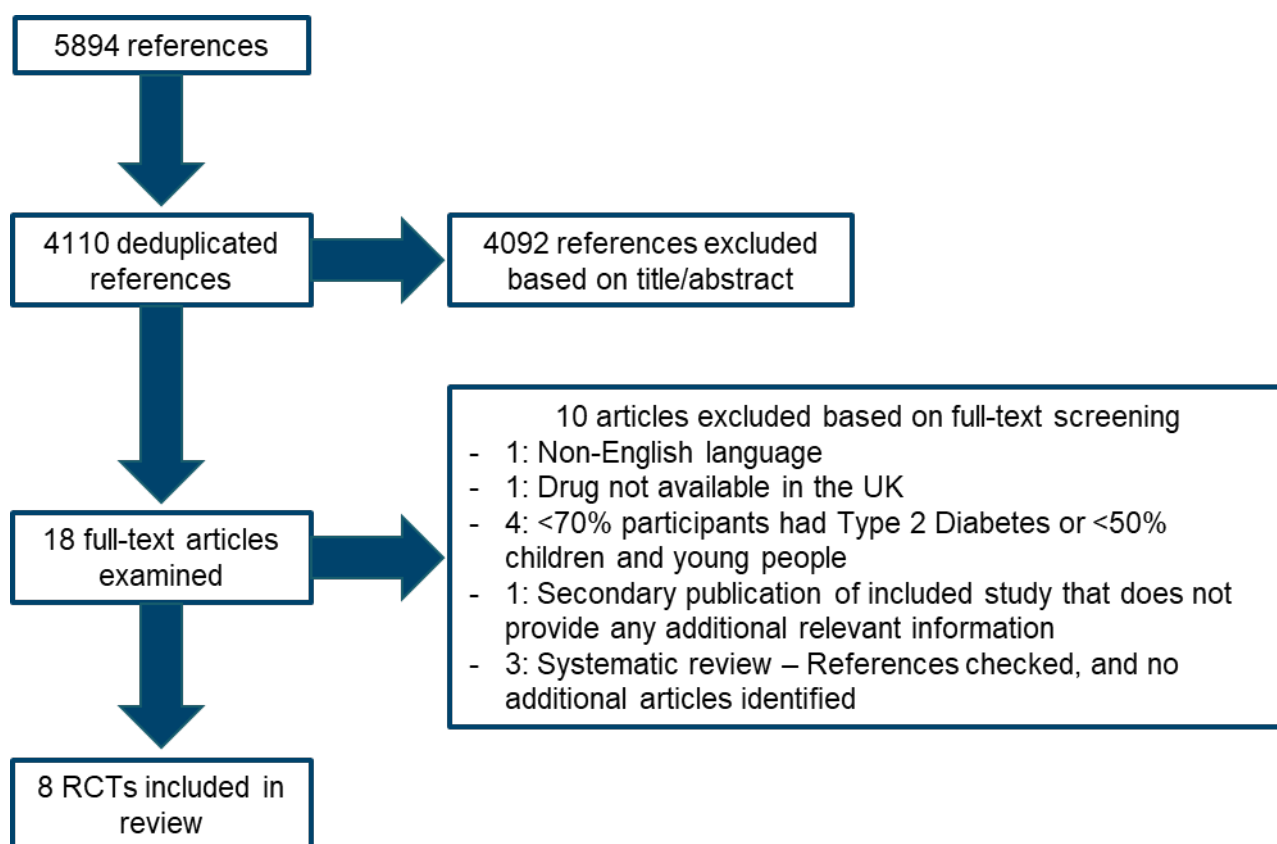 5894 references
4110 deduplicated
references
4092 references excluded
based on title/abstract
10 articles excluded based on full-text screening
- 1: Non-English language
- 1: Drug not available in the UK
- 4: <70% participants had Type 2 Diabetes or <50%
children and young people
- 1: Secondary publication of included study that does not
provide any additional relevant information
- 3: Systematic review – References checked, and no
additional articles identified
18 full-text articles
examined
8 RCTs included in
review